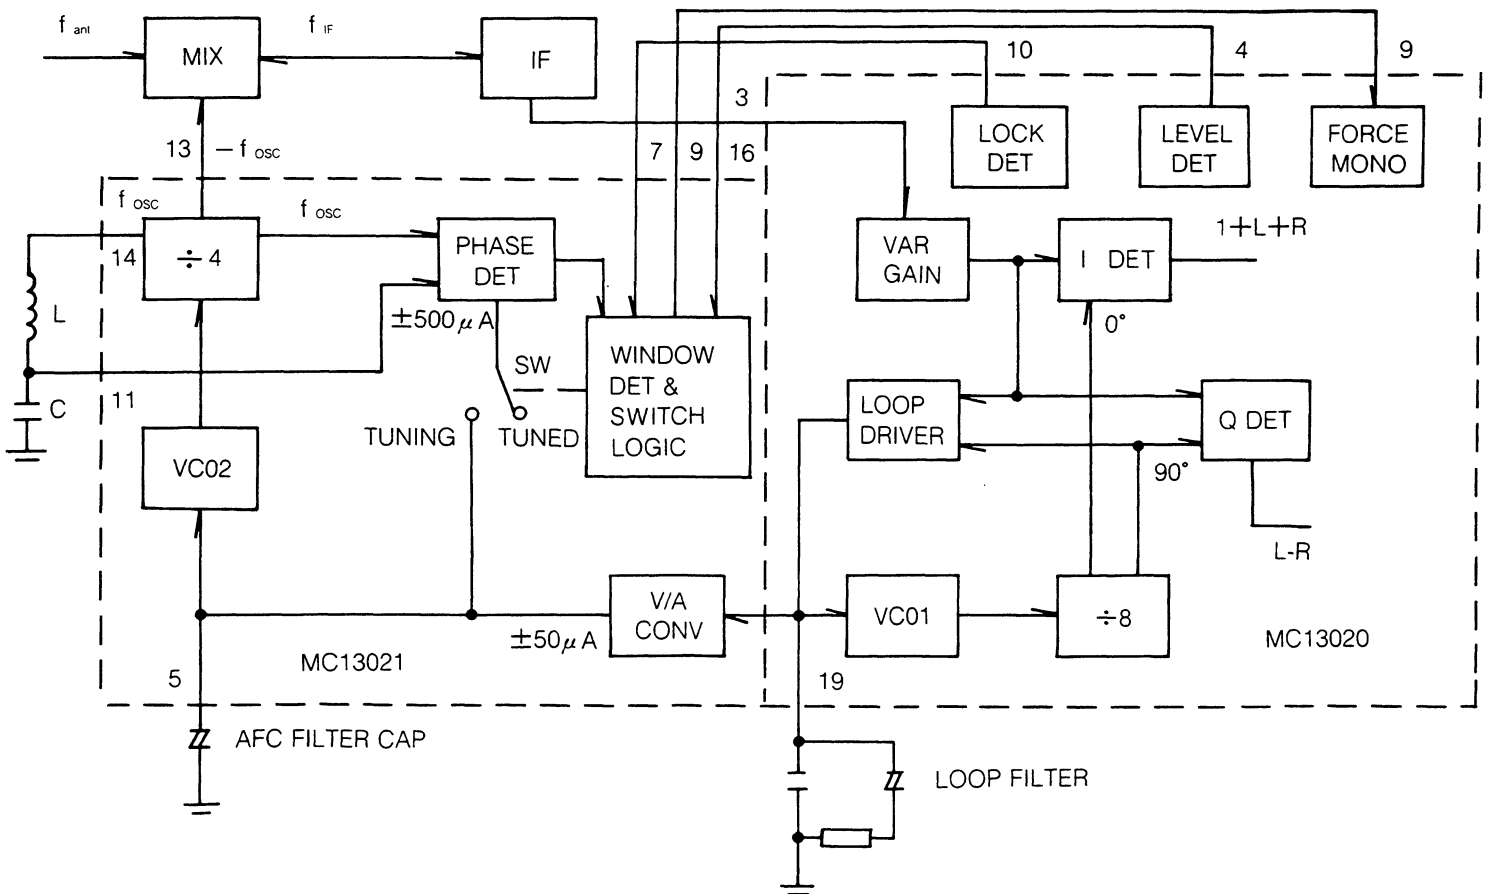 f ant
MIX
f IF
IF
10
4
9
3
13
– f osc
7
9
16
LOCK
DET
LEVEL
DET
FORCE
MONO
f osc
f osc
14
÷ 4
PHASE
DET
VAR
GAIN
I DET
1+L+R
L
±500 μ A
0°
SW
WINDOW
DET &
SWITCH
LOGIC
C
11
TUNING
TUNED
LOOP
DRIVER
Q DET
VC02
90°
L-R
V/A
CONV
VC01
÷8
±50 μ A
MC13021
MC13020
5
19
AFC FILTER CAP
LOOP FILTER